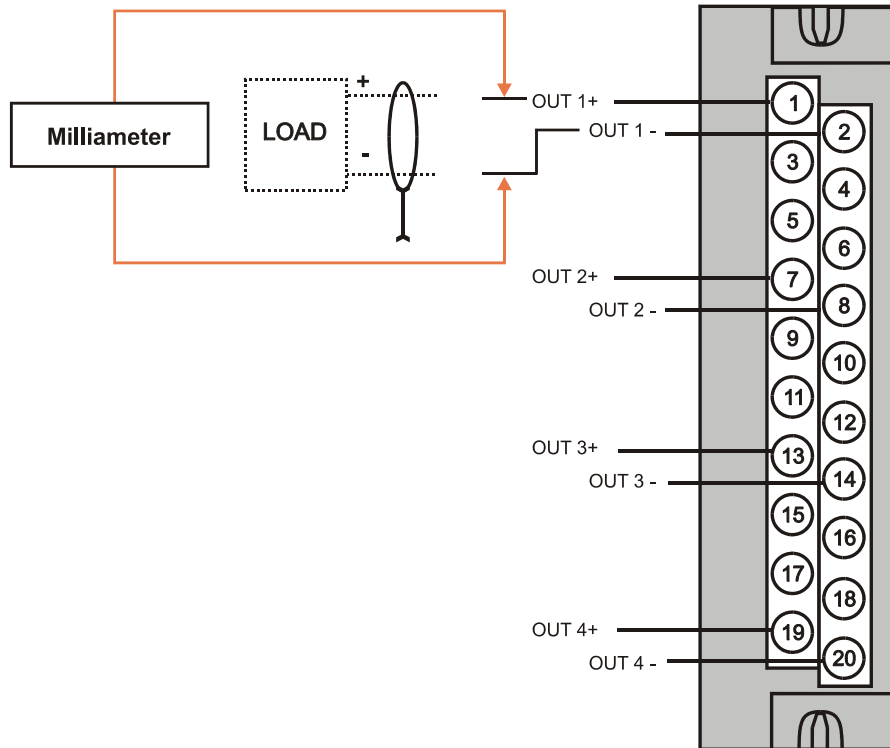 +
OUT 1+
1
Milliameter
LOAD
OUT 1 -
2
-
3
4
5
6
OUT 2+
7
OUT 2 -
8
9
10
11
12
OUT 3+
13
OUT 3 -
14
15
16
17
18
OUT 4+
19
OUT 4 -
20